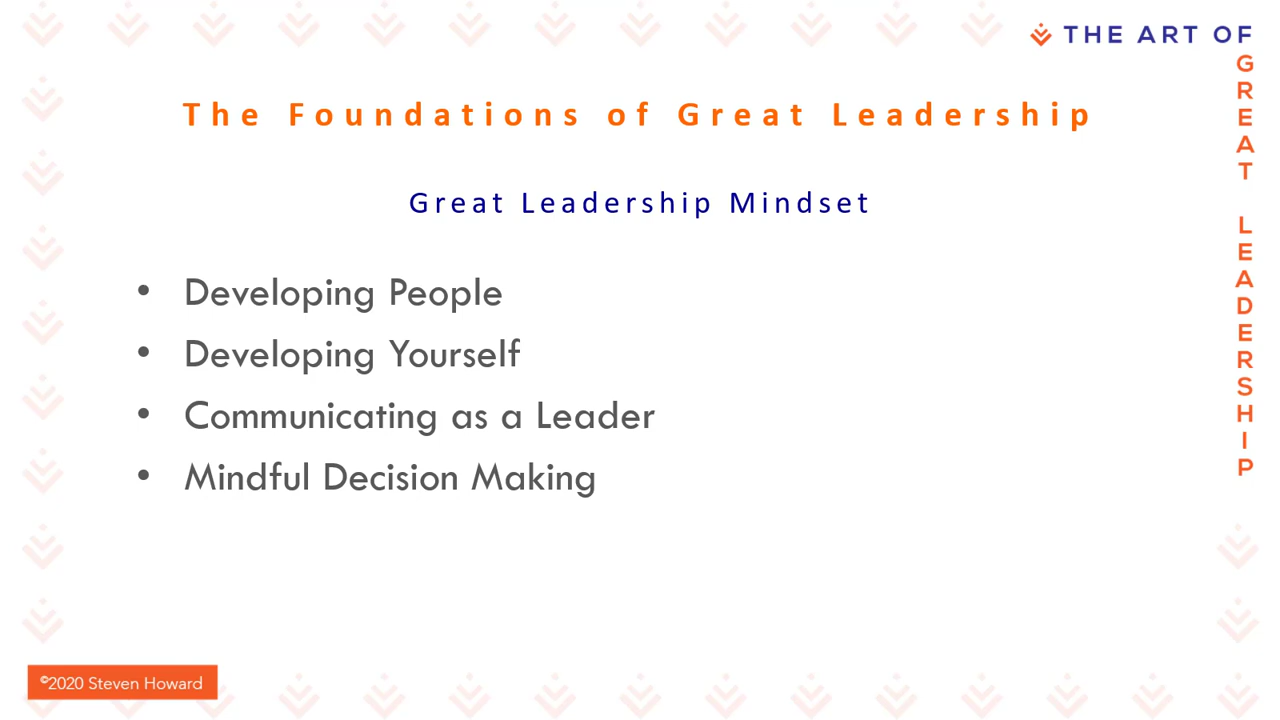 THE ART OF
GREAT LEADERSHIP
The Foundations of Great Leadership
Great Leadership Mindset
• Developing People
• Developing Yourself
• Communicating as a Leader
• Mindful Decision Making
©2020 Steven Howard